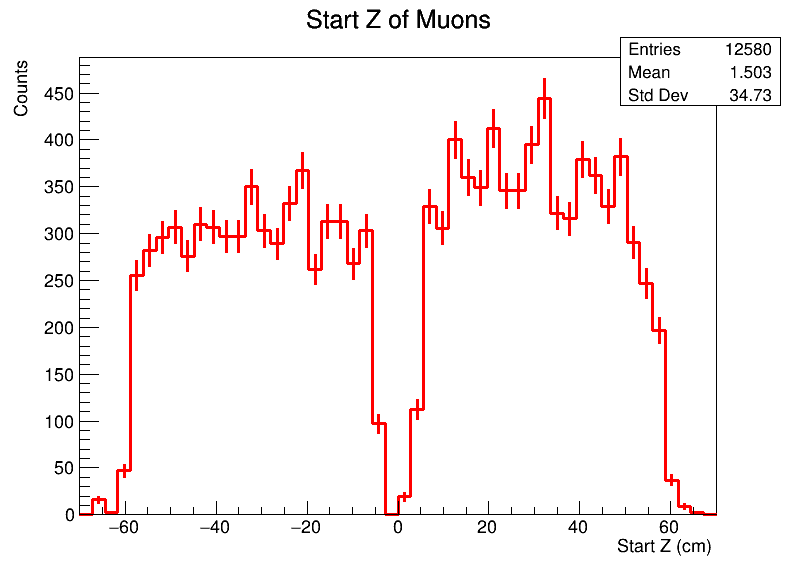 Start Z of Muons
Entries 12580
Mean 1.503
Std Dev 34.73
Counts
450
400
350
300
250
200
150
100
50
0
−60 −40 −20 0 20 40 60
Start Z (cm)